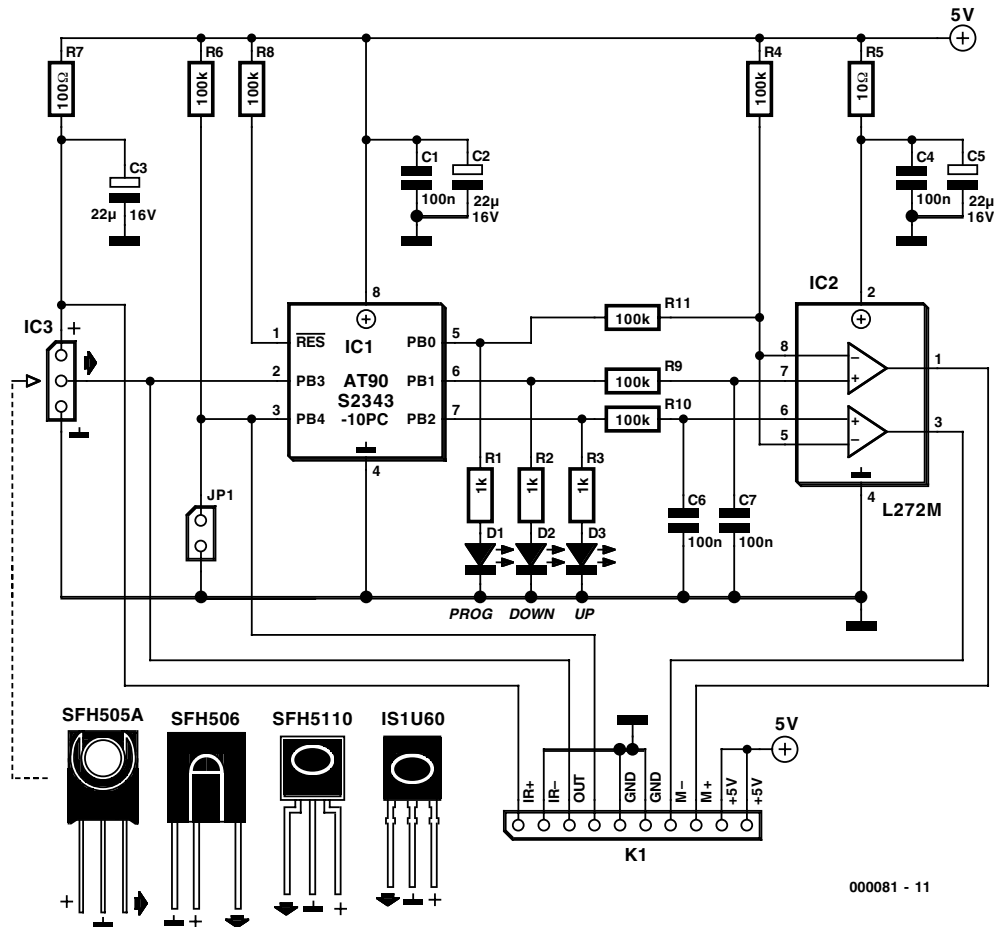 5V
R7
R6
R8
R4
R5
100Ω
100k
100k
100k
10Ω
C3
22µ 16V
C1
100n
C2
22µ
16V
C4
100n
C5
22µ
16V
IC3
+
8
IC1
AT90
S2343
-10PC
1
RES
2
PB3
3
PB4
PB0
5
PB1
6
PB2
7
4
R11
100k
R9
100k
R10
100k
IC2
2
8
7
6
5
1
3
4
L272M
−
+
+
−
JP1
R1
1k
R2
1k
R3
1k
D1
D2
D3
C6
100n
C7
100n
PROG DOWN UP
SFH505A
SFH506
SFH5110
IS1U60
+
+
+
+
5V
IR+
IR−
OUT
GND
GND
M−
M+
+5V
+5V
K1
000081 - 11